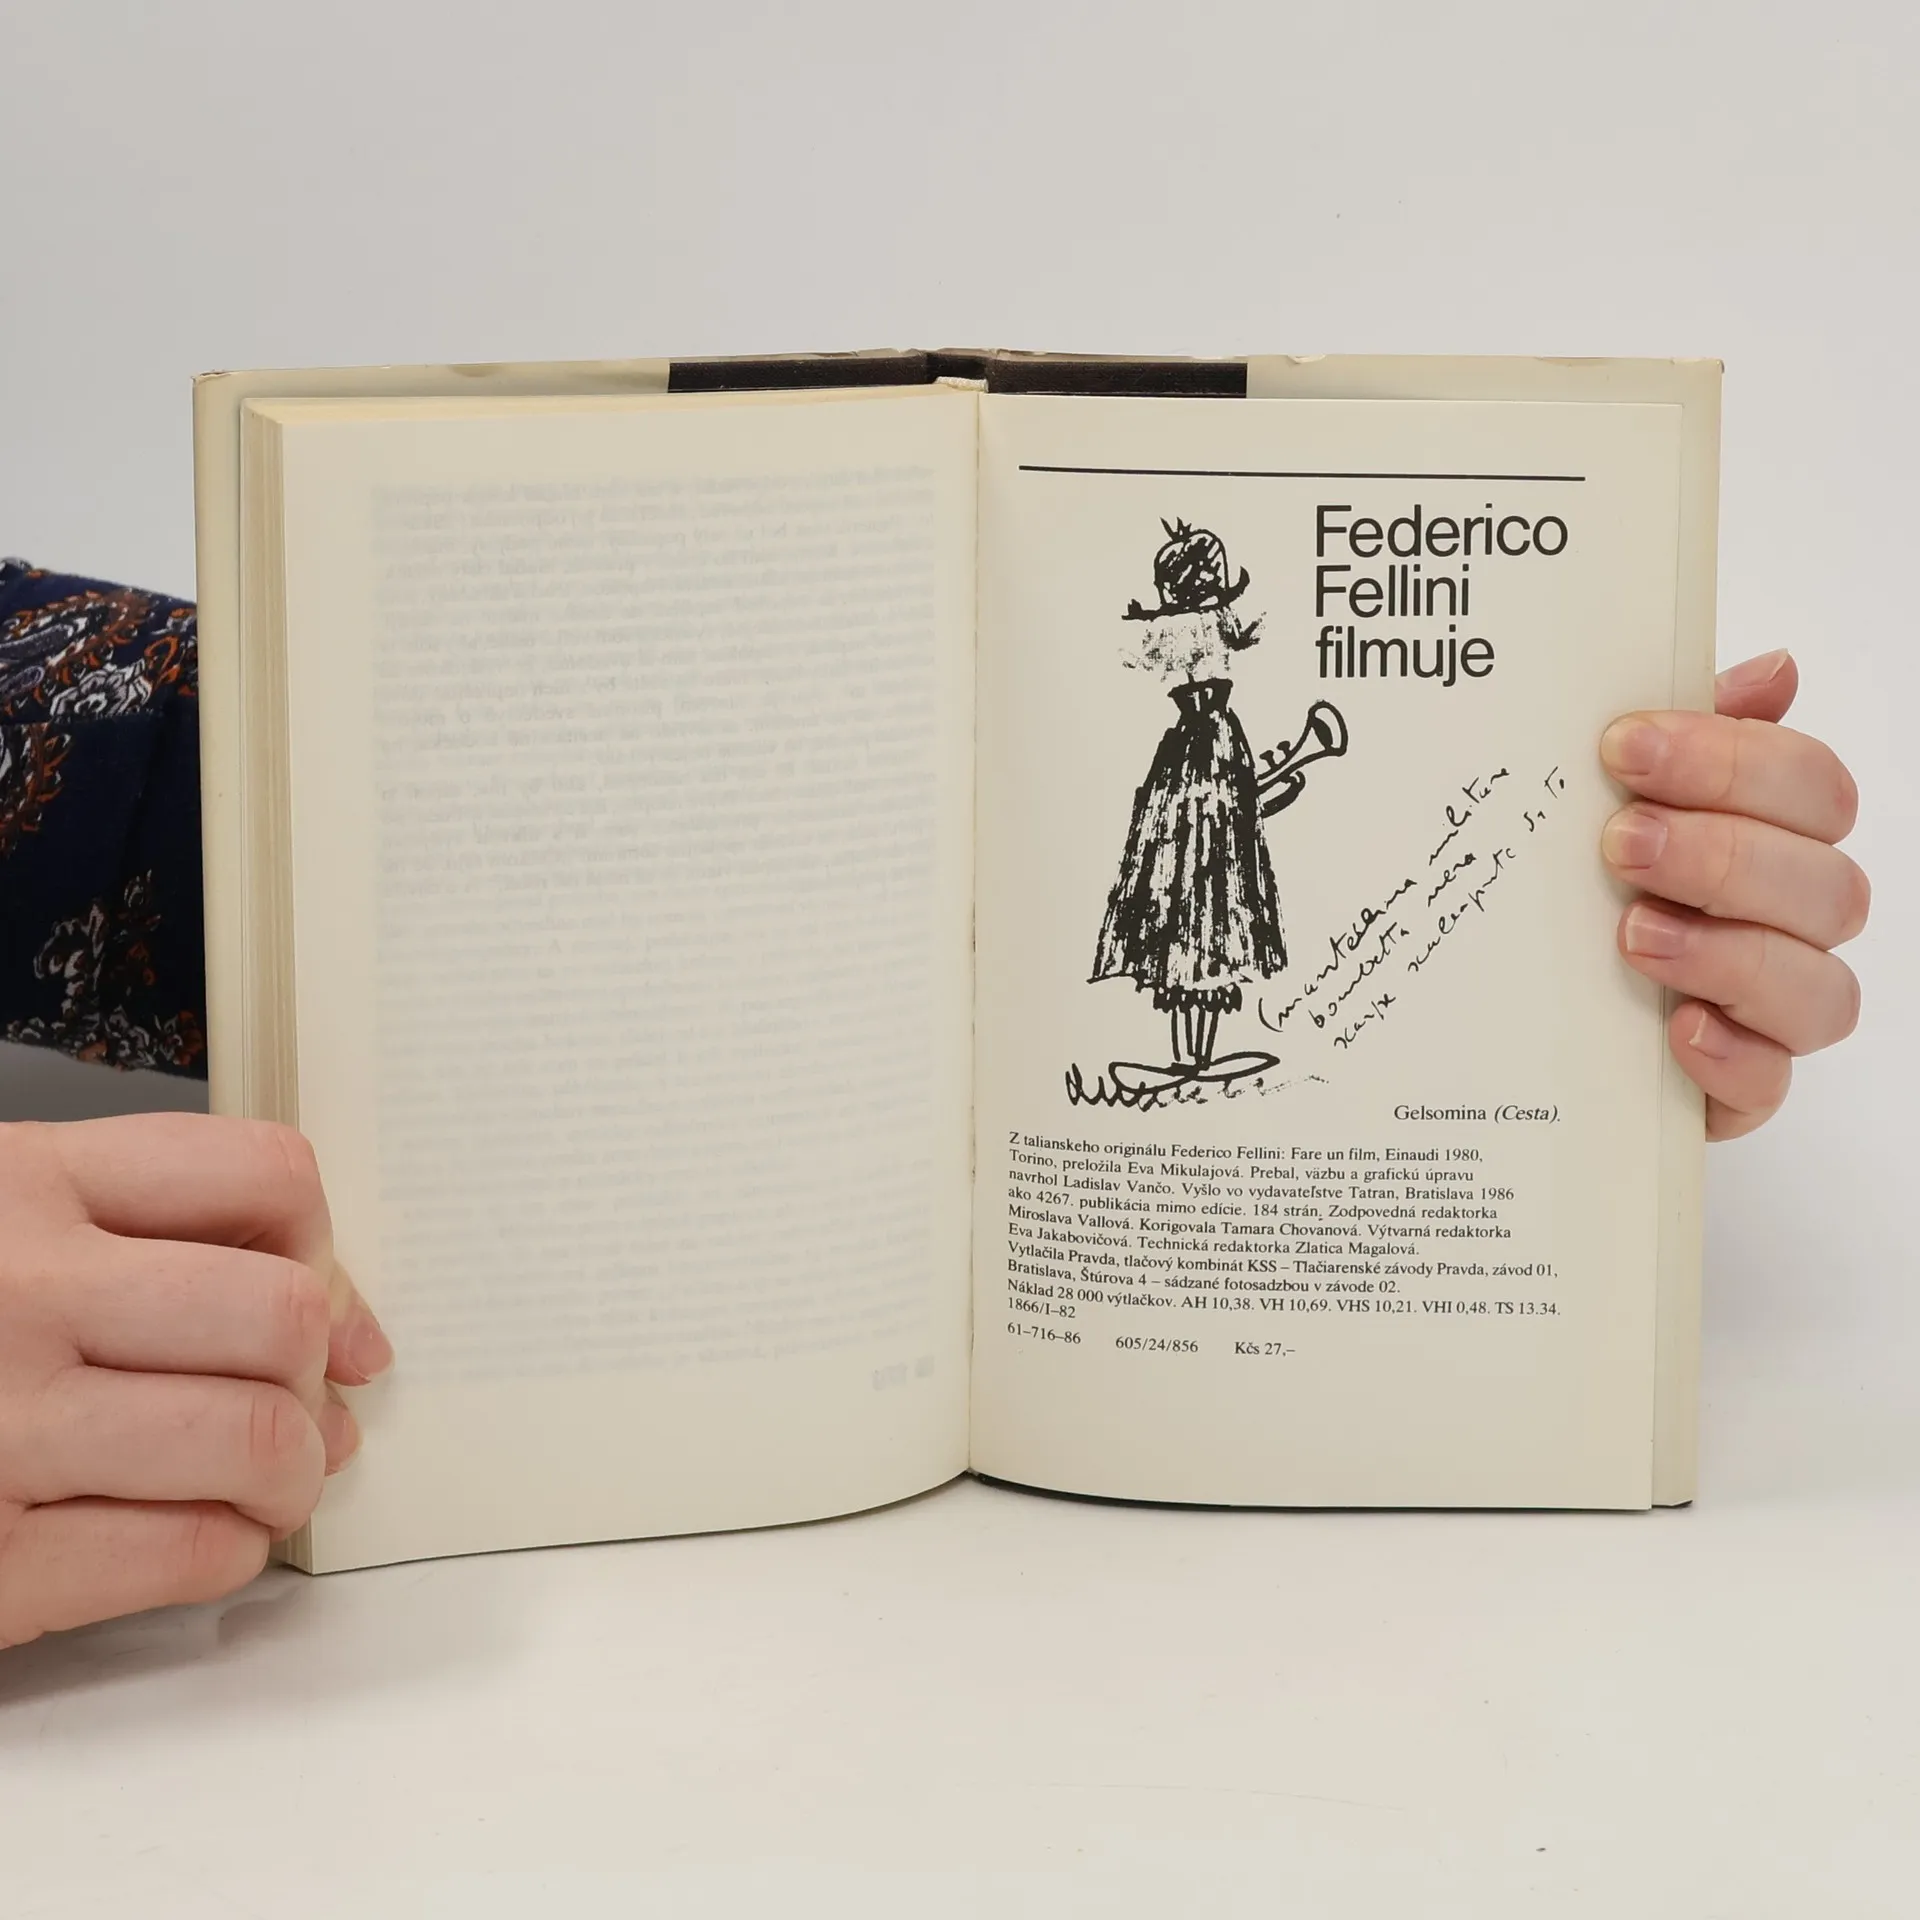 Federico
Fellini
filmuje
(mantellina militare
bombetta nera
scarpe
Gelsomina (Cesta).
Z talianskeho originálu Federico Fellini: Fare un film, Einaudi 1980,
Torino, preložila Eva Mikulajová. Prebal, väzbu a grafickú úpravu
navrhol Ladislav Vančo. Vyšlo vo vydavateľstve Tatran, Bratislava 1986
ako 4267. publikácia mimo edície. 184 strán. Zodpovedná redaktorka
Miroslava Vallová. Korigovala Tamara Chovanová. Výtvarná redaktorka
Eva Jakabovičová. Technická redaktorka Zlatica Magalová.
Vytlačila Pravda, tlačový kombinát KSS – Tlačiarenské závody Pravda, závod 01,
Bratislava, Štúrova 4 – sádzané fotosadzbou v závode 02.
Náklad 28 000 výtlačkov. AH 10,38. VH 10,69. VHS 10,21. VHI 0,48. TS 13.34.
1866/I–82
61–716–86 605/24/856 Kčs 27,–